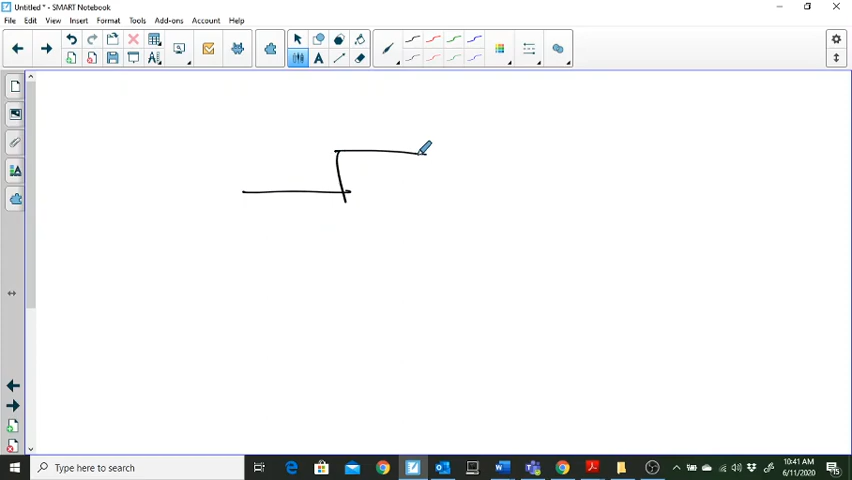 Untitled * - SMART Notebook
File Edit View Insert Format Tools Add-ons Account Help
A
Type here to search
10:41 AM
6/11/2020
15